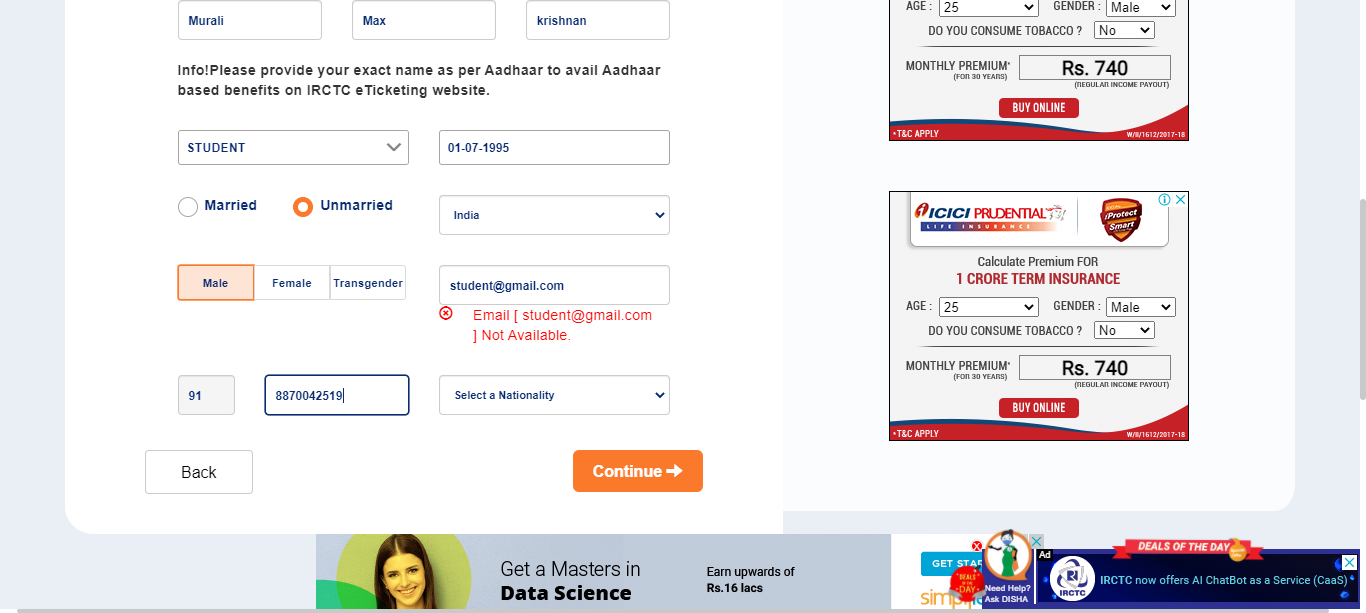 Murali Max krishnan
Info!Please provide your exact name as per Aadhaar to avail Aadhaar
based benefits on IRCTC eTicketing website.
STUDENT 01-07-1995
Married Unmarried India
Male Female Transgender student@gmail.com
Email [ student@gmail.com
] Not Available.
91 8870042519 Select a Nationality
Back Continue
AGE : 25 GENDER : Male
DO YOU CONSUME TOBACCO ? No
MONTHLY PREMIUM* Rs. 740
(FOR 30 YEARS) (REGULAR INCOME PAYOUT)
BUY ONLINE
*T&C APPLY W/II/1612/2017-18
ICICI PRUDENTIAL
LIFE INSURANCE
iProtect
Smart
Calculate Premium FOR
1 CRORE TERM INSURANCE
AGE : 25 GENDER : Male
DO YOU CONSUME TOBACCO ? No
MONTHLY PREMIUM* Rs. 740
(FOR 30 YEARS) (REGULAR INCOME PAYOUT)
BUY ONLINE
*T&C APPLY W/II/1612/2017-18
Get a Masters in
Data Science
Earn upwards of
Rs.16 lacs
GET STA
simpli
DEALS
OF THE
DAY
Need Help?
Ask DISHA
Ad
IRCTC
DEALS OF THE DAY
IRCTC now offers AI ChatBot as a Service (CaaS)